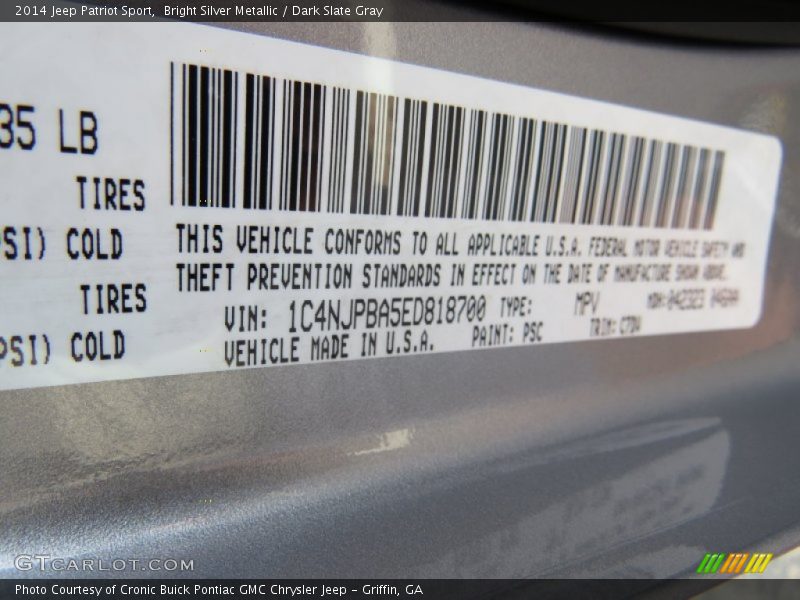 2014 Jeep Patriot Sport,  Bright Silver Metallic / Dark Slate Gray
35 LB
TIRES
PSI) COLD
TIRES
PSI) COLD
THIS VEHICLE CONFORMS TO ALL APPLICABLE U.S.A. FEDERAL MOTOR VEHICLE SAFETY AND
THEFT PREVENTION STANDARDS IN EFFECT ON THE DATE OF MANUFACTURE SHOWN ABOVE.
VIN: 1C4NJPBA5ED818700 TYPE: MPV MDH:
VEHICLE MADE IN U.S.A. PAINT: PSC TRIM:
GTCARLOT.COM
Photo Courtesy of Cronic Buick Pontiac GMC Chrysler Jeep - Griffin, GA